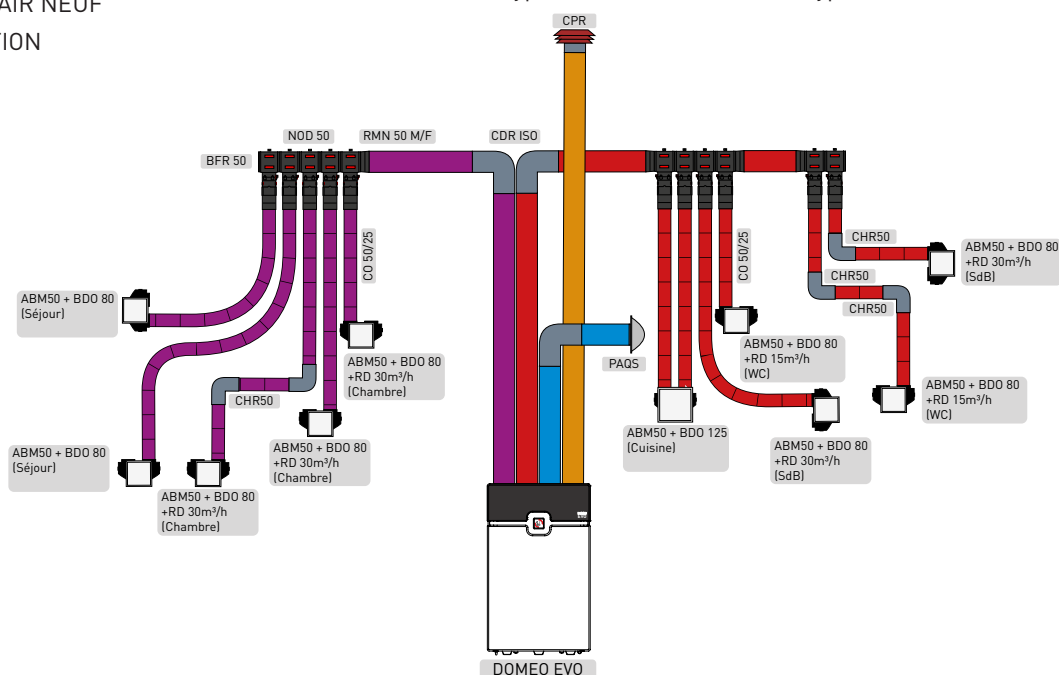 AIR NEUF
TION
CPR
NOD 50
RMN 50 M/F
CDR ISO
BFR 50
CO 50/25
CO 50/25
CHR50
ABM50 + BDO 80
+RD 30m³/h
(SdB)
CHR50
CHR50
ABM50 + BDO 80
(Séjour)
ABM50 + BDO 80
+RD 15m³/h
(WC)
ABM50 + BDO 80
+RD 30m³/h
(Chambre)
PAQS
ABM50 + BDO 80
+RD 15m³/h
(WC)
CHR50
ABM50 + BDO 125
(Cuisine)
ABM50 + BDO 80
+RD 30m³/h
(SdB)
ABM50 + BDO 80
(Séjour)
ABM50 + BDO 80
+RD 30m³/h
(Chambre)
ABM50 + BDO 80
+RD 30m³/h
(Chambre)
DOMEO EVO